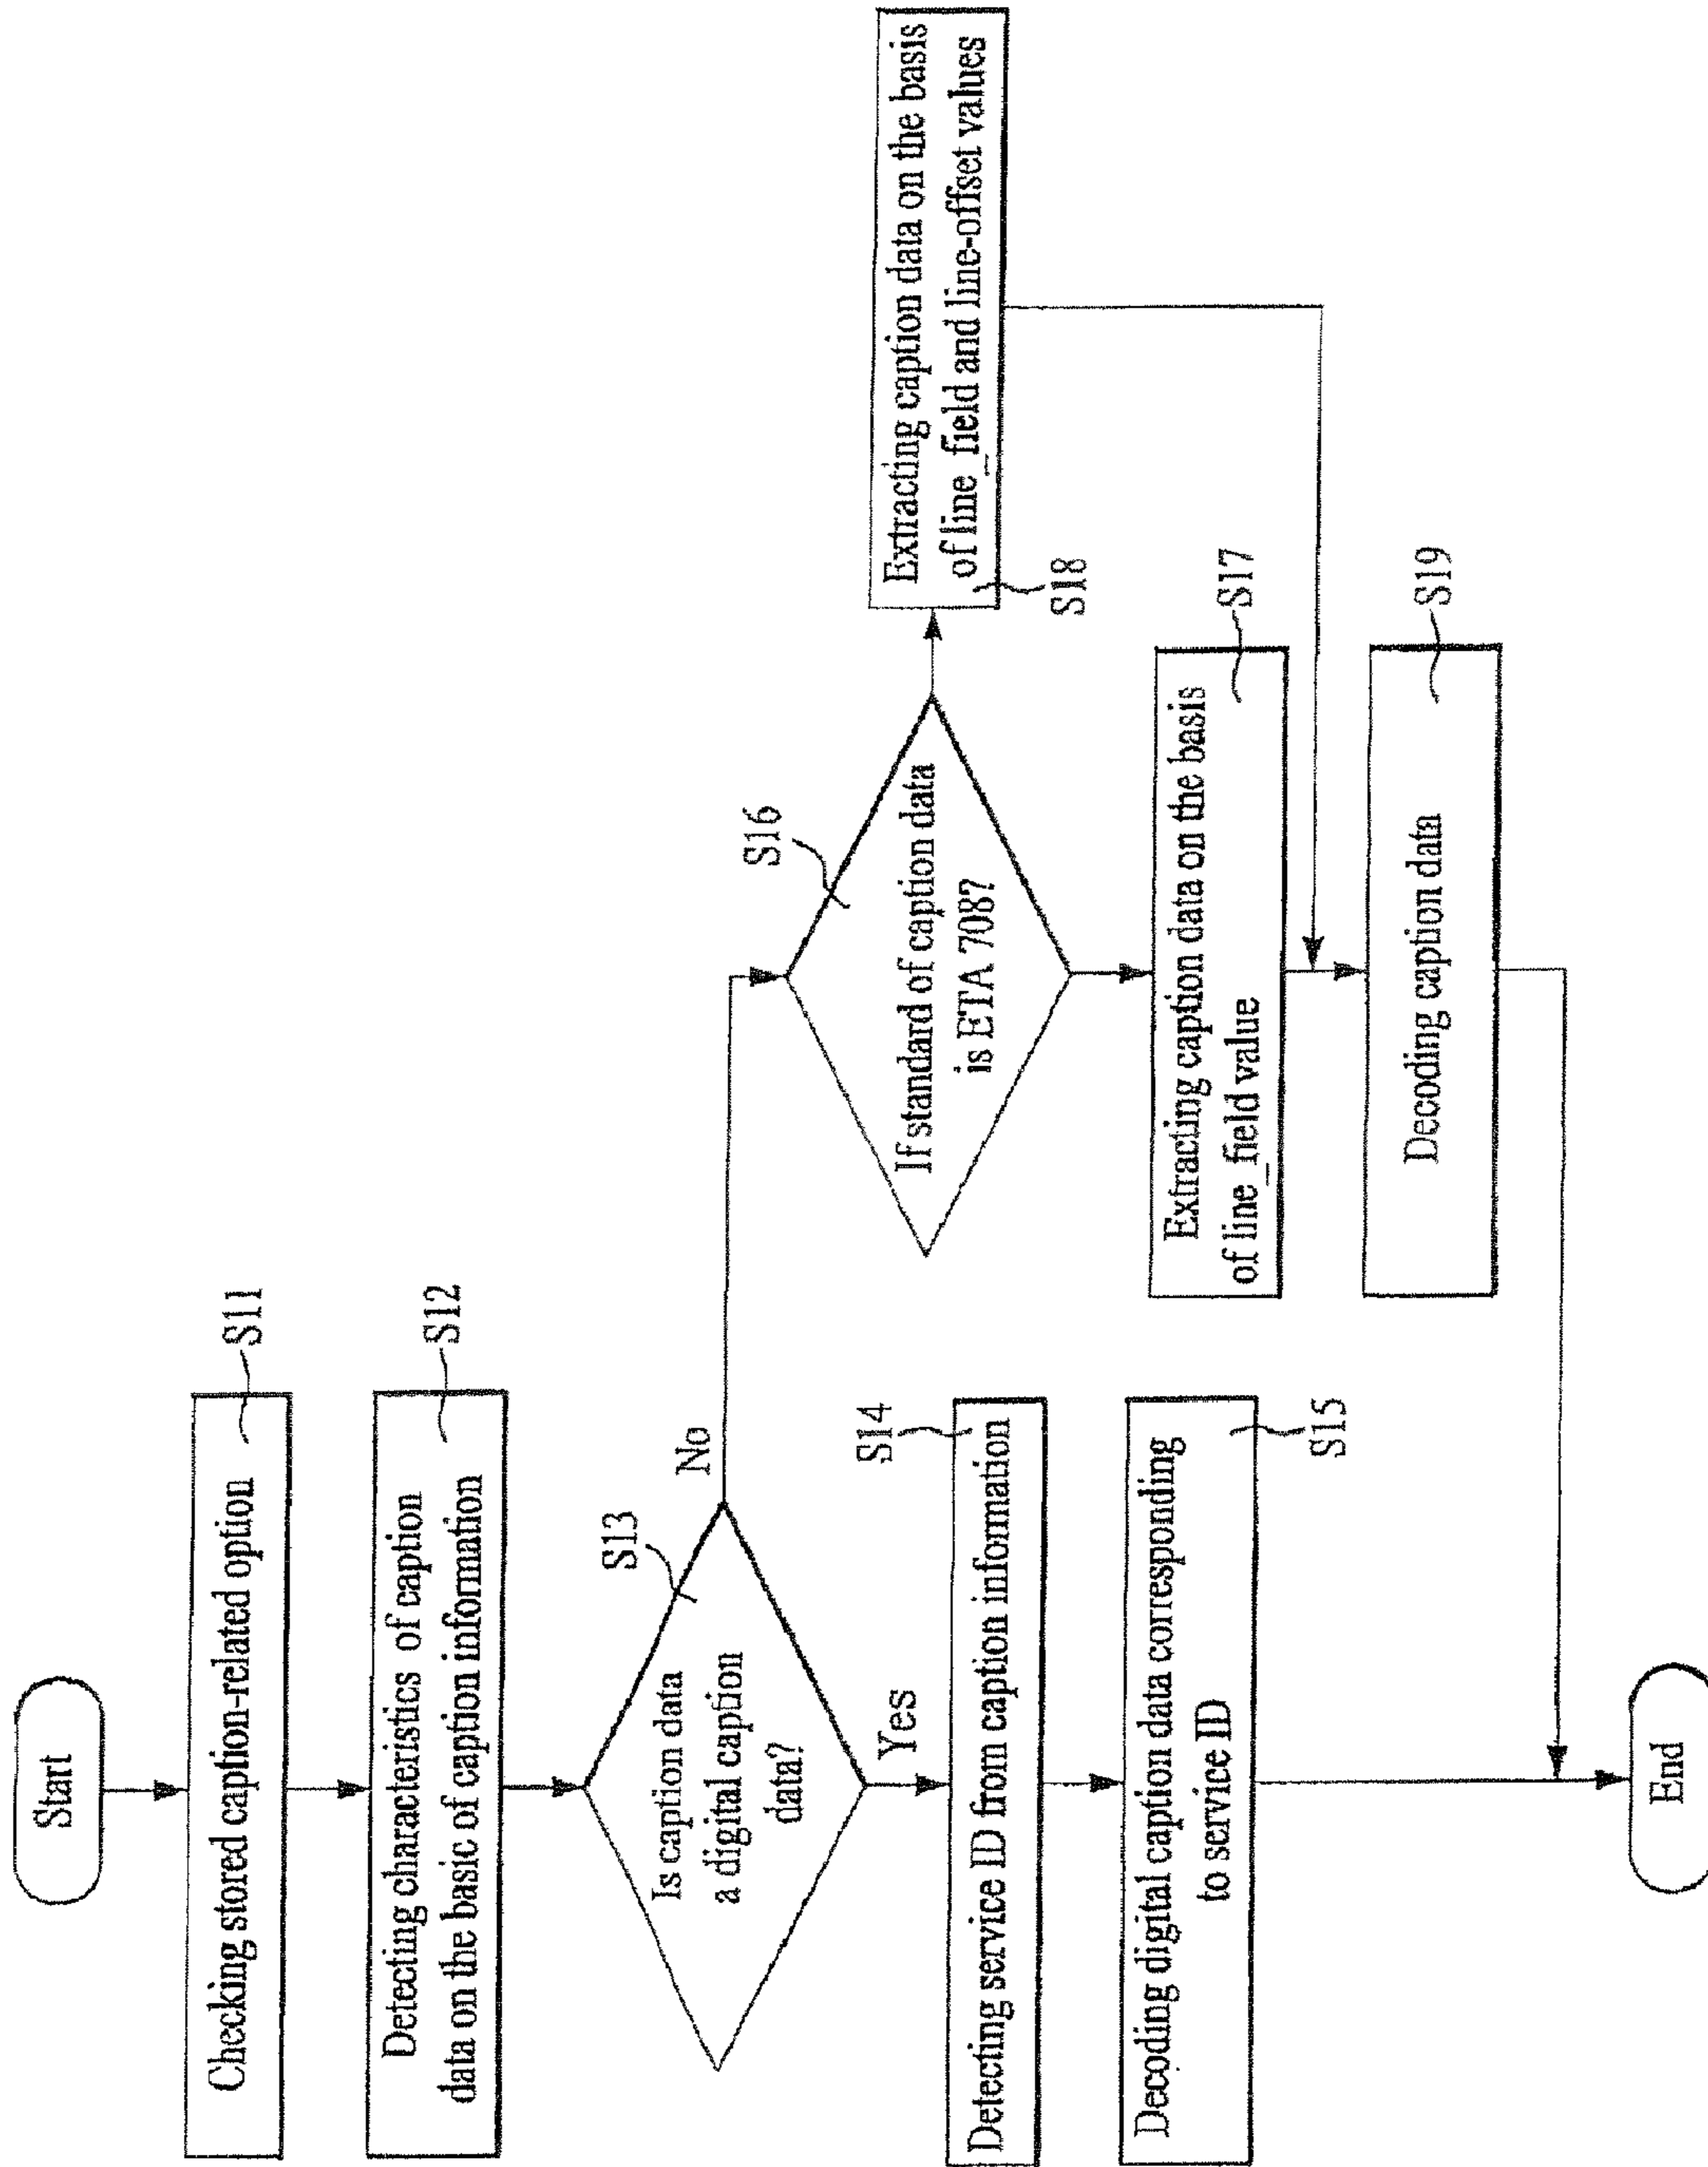 Start
Checking stored caption-related option
S11
Detecting characteristics of caption
data on the basic of caption information
S12
Is caption data
a digital caption
data?
S13
No
Yes
Detecting service ID from caption information
S14
Decoding digital caption data corresponding
to service ID
S15
If standard of caption data
is ETA 708?
S16
Extracting caption data on the basis
of line_field value
S17
Extracting caption data on the basis
of line_field and line-offset values
S18
Decoding caption data
S19
End